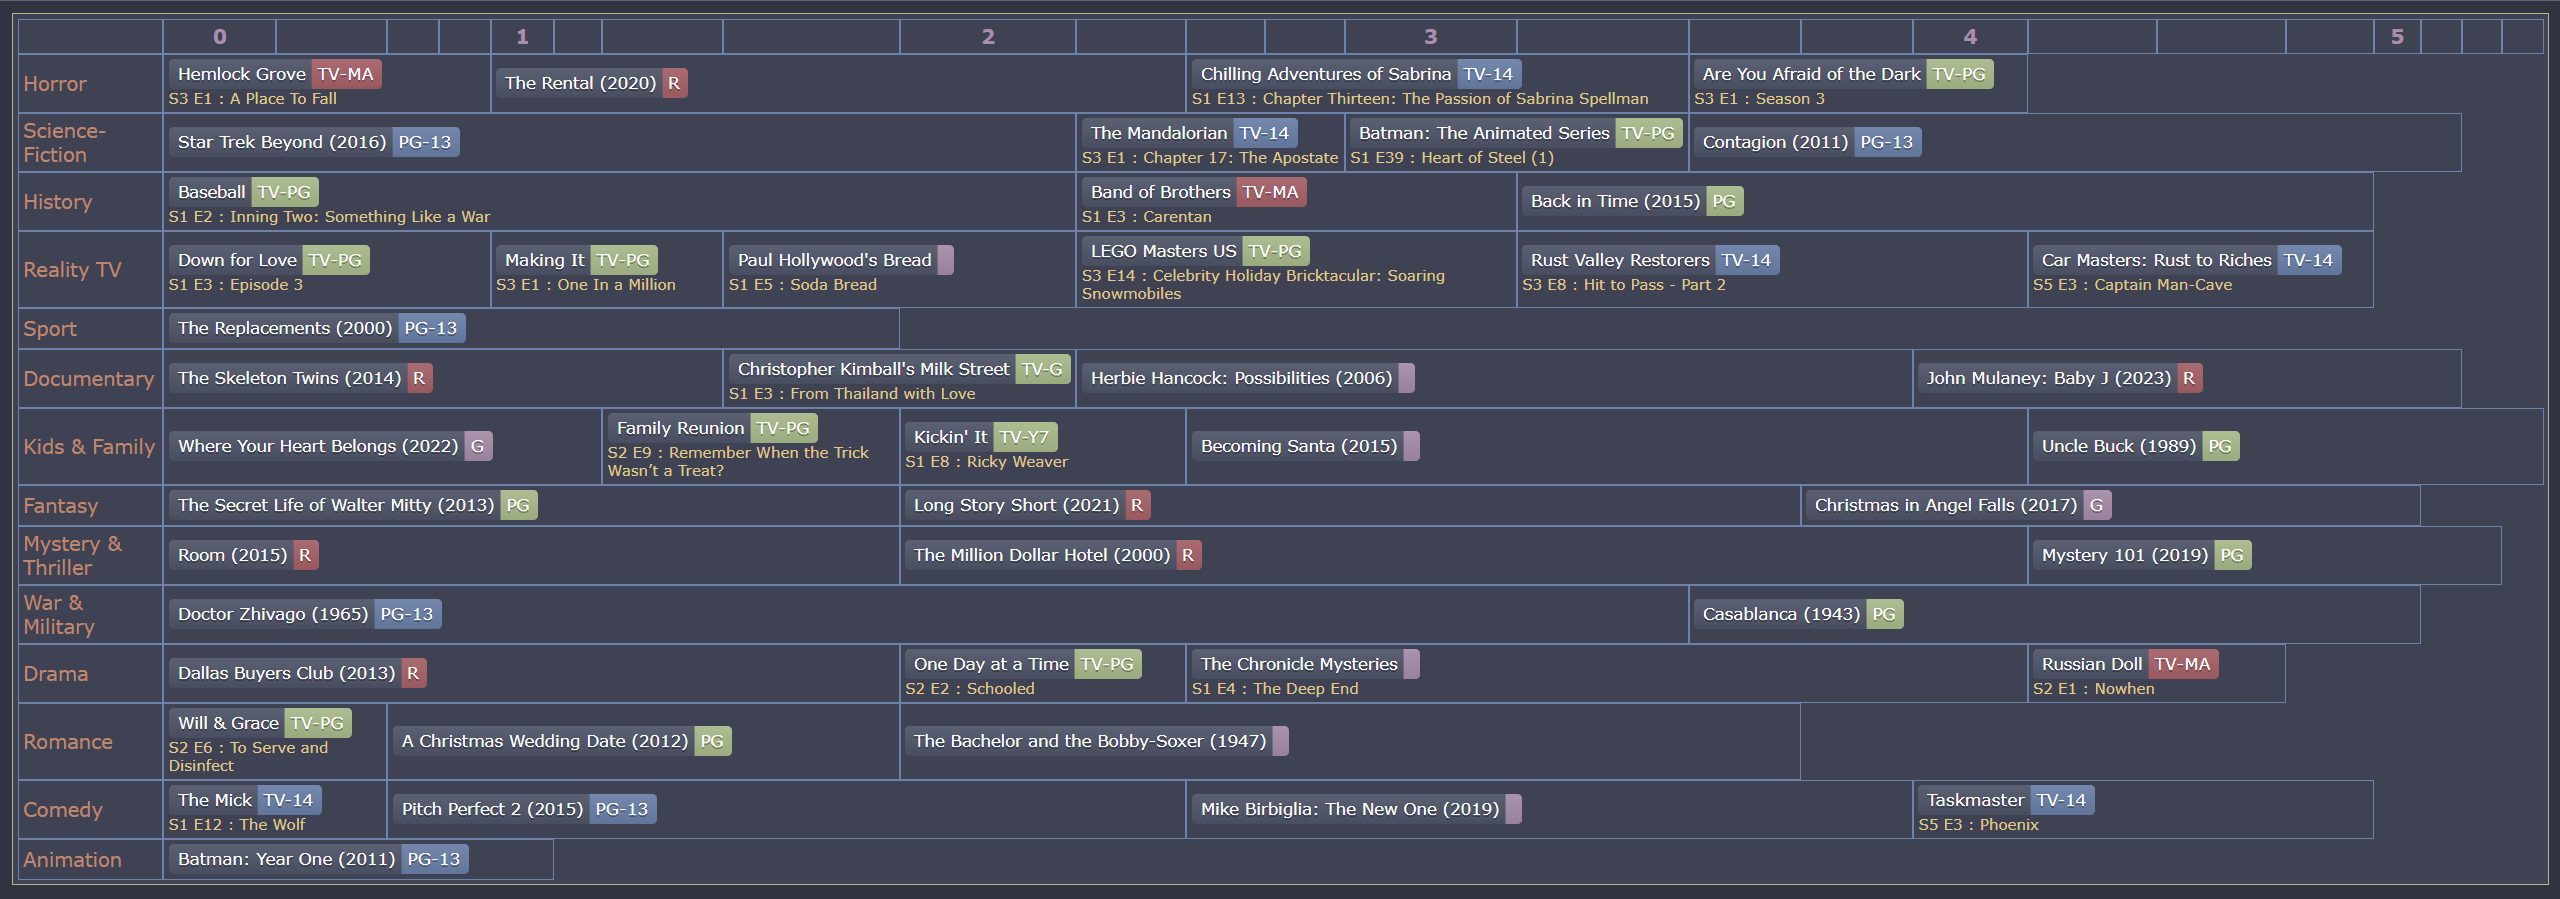 0 1 2 3 4 5
Horror
Hemlock Grove TV-MA
S3 E1 : A Place To Fall
The Rental (2020) R
Chilling Adventures of Sabrina TV-14
S1 E13 : Chapter Thirteen: The Passion of Sabrina Spellman
Are You Afraid of the Dark TV-PG
S3 E1 : Season 3
Science-
Fiction
Star Trek Beyond (2016) PG-13
The Mandalorian TV-14
S3 E1 : Chapter 17: The Apostate
Batman: The Animated Series TV-PG
S1 E39 : Heart of Steel (1)
Contagion (2011) PG-13
History
Baseball TV-PG
S1 E2 : Inning Two: Something Like a War
Band of Brothers TV-MA
S1 E3 : Carentan
Back in Time (2015) PG
Reality TV
Down for Love TV-PG
S1 E3 : Episode 3
Making It TV-PG
S3 E1 : One In a Million
Paul Hollywood's Bread
S1 E5 : Soda Bread
LEGO Masters US TV-PG
S3 E14 : Celebrity Holiday Bricktacular: Soaring
Snowmobiles
Rust Valley Restorers TV-14
S3 E8 : Hit to Pass - Part 2
Car Masters: Rust to Riches TV-14
S5 E3 : Captain Man-Cave
Sport
The Replacements (2000) PG-13
Documentary
The Skeleton Twins (2014) R
Christopher Kimball's Milk Street TV-G
S1 E3 : From Thailand with Love
Herbie Hancock: Possibilities (2006)
John Mulaney: Baby J (2023) R
Kids & Family
Where Your Heart Belongs (2022) G
Family Reunion TV-PG
S2 E9 : Remember When the Trick
Wasn’t a Treat?
Kickin' It TV-Y7
S1 E8 : Ricky Weaver
Becoming Santa (2015)
Uncle Buck (1989) PG
Fantasy
The Secret Life of Walter Mitty (2013) PG
Long Story Short (2021) R
Christmas in Angel Falls (2017) G
Mystery &
Thriller
Room (2015) R
The Million Dollar Hotel (2000) R
Mystery 101 (2019) PG
War &
Military
Doctor Zhivago (1965) PG-13
Casablanca (1943) PG
Drama
Dallas Buyers Club (2013) R
One Day at a Time TV-PG
S2 E2 : Schooled
The Chronicle Mysteries
S1 E4 : The Deep End
Russian Doll TV-MA
S2 E1 : Nowhen
Romance
Will & Grace TV-PG
S2 E6 : To Serve and
Disinfect
A Christmas Wedding Date (2012) PG
The Bachelor and the Bobby-Soxer (1947)
Comedy
The Mick TV-14
S1 E12 : The Wolf
Pitch Perfect 2 (2015) PG-13
Mike Birbiglia: The New One (2019)
Taskmaster TV-14
S5 E3 : Phoenix
Animation
Batman: Year One (2011) PG-13